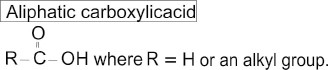 Aliphatic carboxylicacid
O
R–C–OH where R = H or an alkyl group.